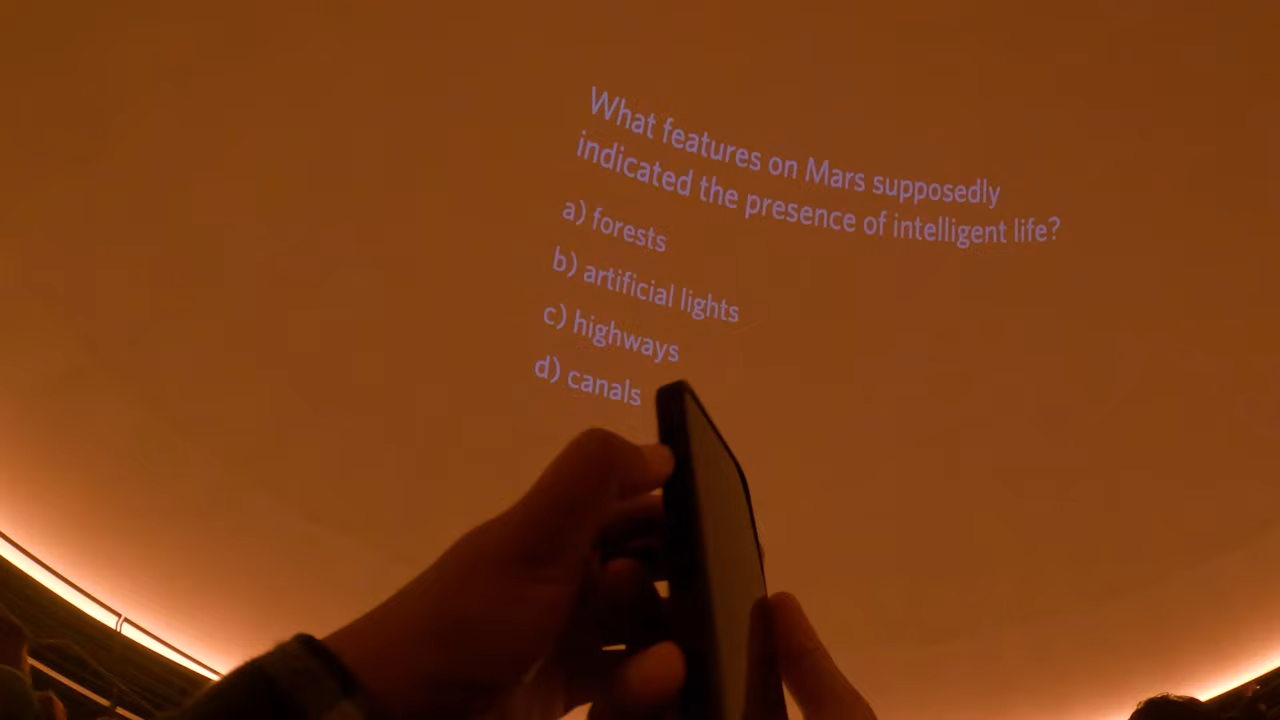 What features on Mars supposedly
indicated the presence of intelligent life?
a) forests
b) artificial lights
c) highways
d) canals